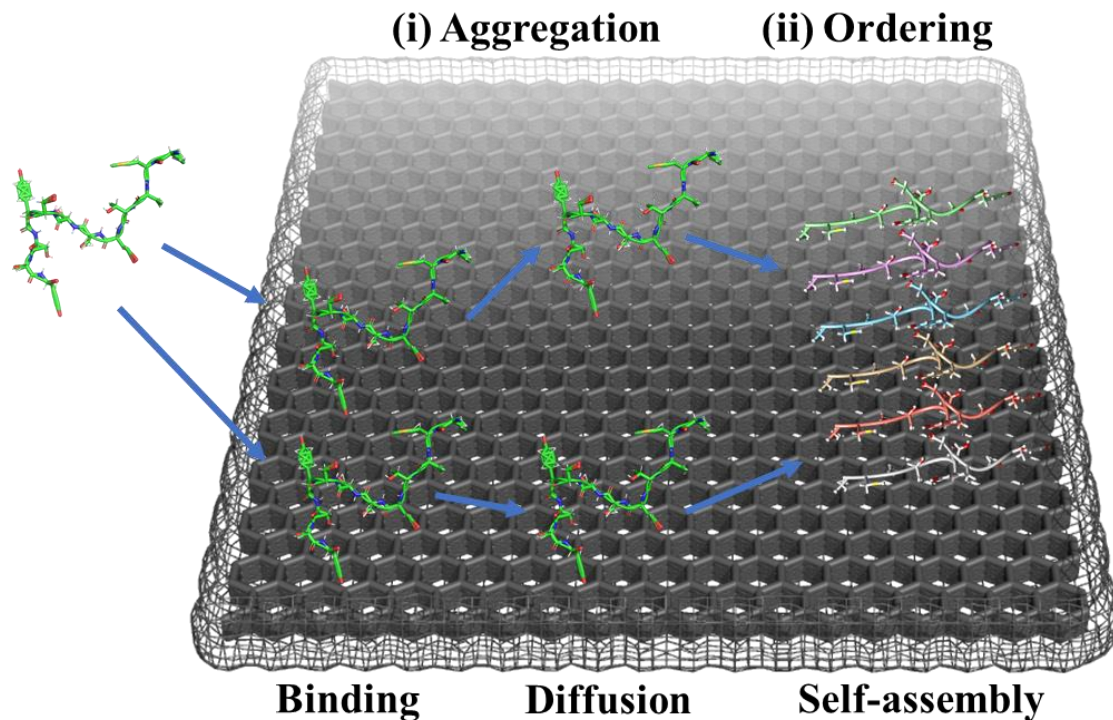 (i) Aggregation (ii) Ordering
Binding Diffusion Self-assembly